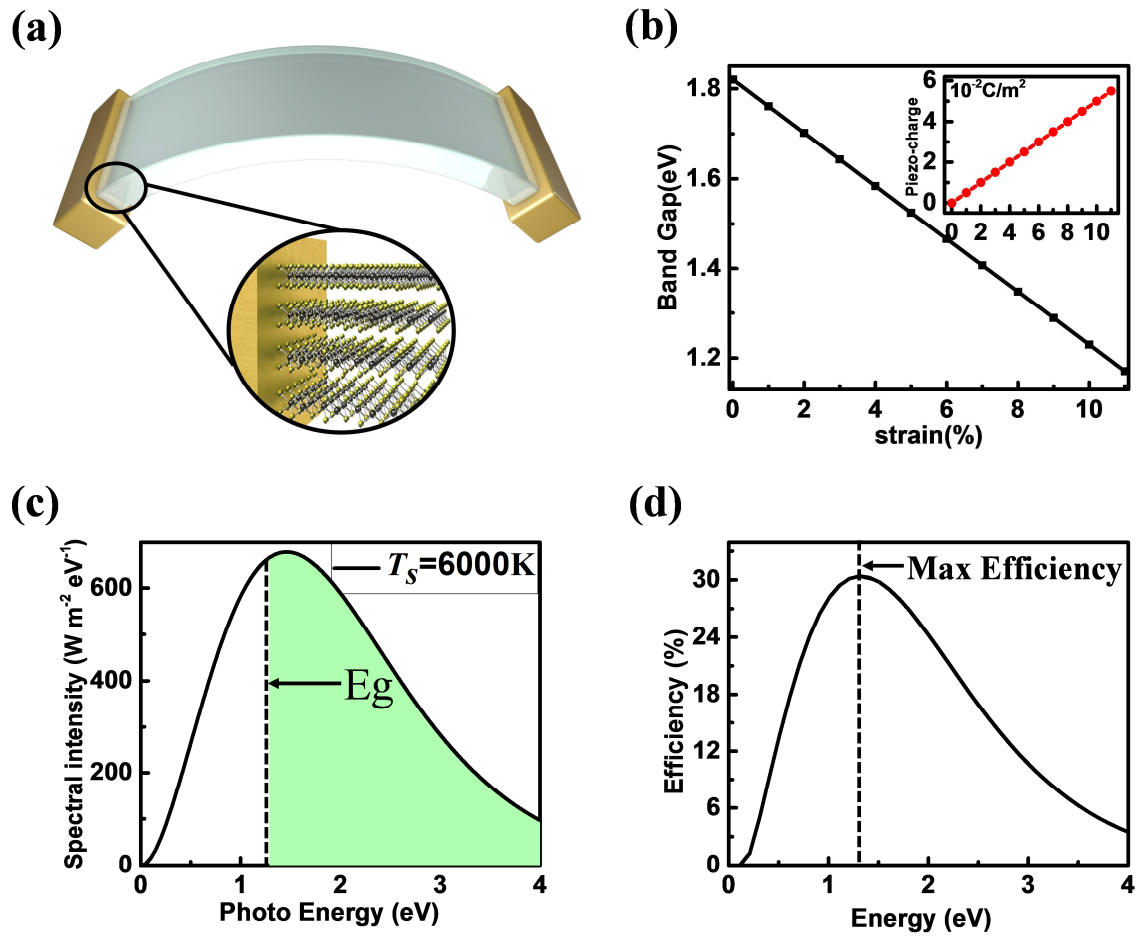 (a)
(b)
Band Gap(eV)
1.8
1.6
1.4
1.2
0 2 4 6 8 10
strain(%)
10⁻²C/m²
Piezo-charge
6
4
2
0
0 2 4 6 8 10
(c)
Spectral intensity (W m⁻² eV⁻¹)
600
400
200
0
0 1 2 3 4
Photo Energy (eV)
T_S=6000K
Eg
(d)
Efficiency (%)
30
24
18
12
6
0
0 1 2 3 4
Energy (eV)
Max Efficiency